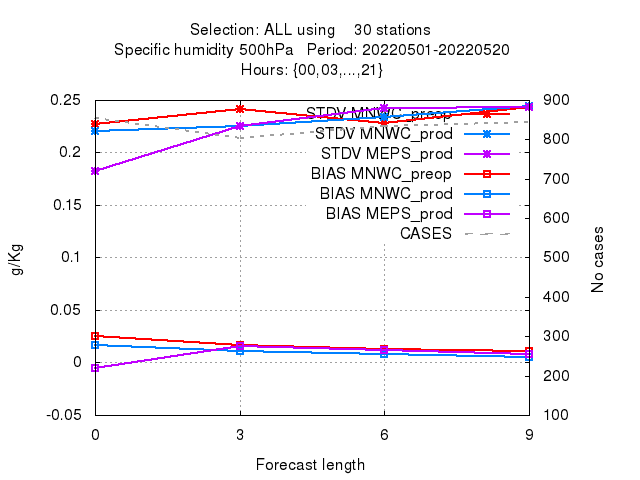 Selection: ALL using    30 stations
Specific humidity 500hPa   Period: 20220501-20220520
Hours: {00,03,...,21}
0.25
0.2
0.15
0.1
0.05
0
-0.05
g/Kg
STDV MNWC_preop
STDV MNWC_prod
STDV MEPS_prod
BIAS MNWC_preop
BIAS MNWC_prod
BIAS MEPS_prod
CASES
900
800
700
600
500
400
300
200
100
No cases
0 3 6 9
Forecast length